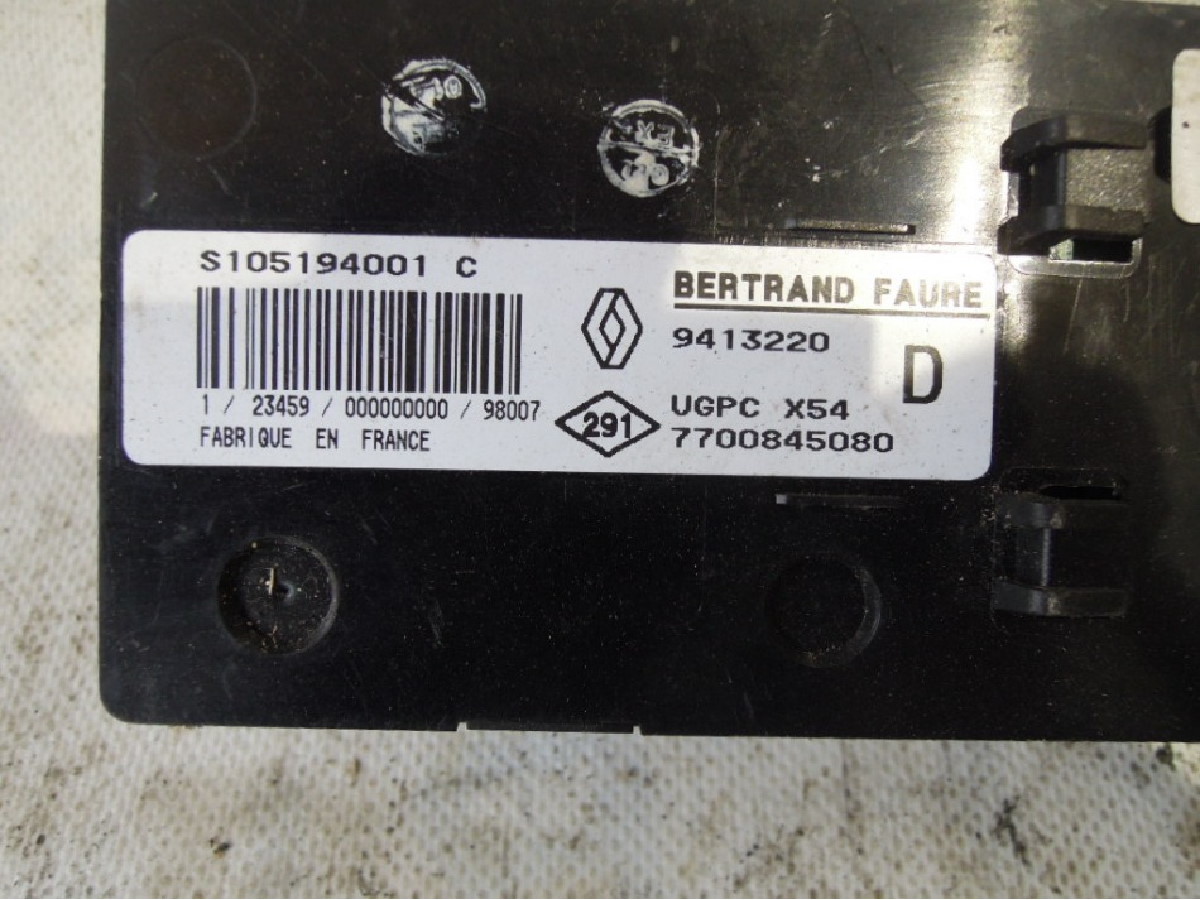 S105194001 C
1 / 23459 / 000000000 / 98007
FABRIQUE EN FRANCE
BERTRAND FAURE
9413220
D
291
UGPC X54
7700845080